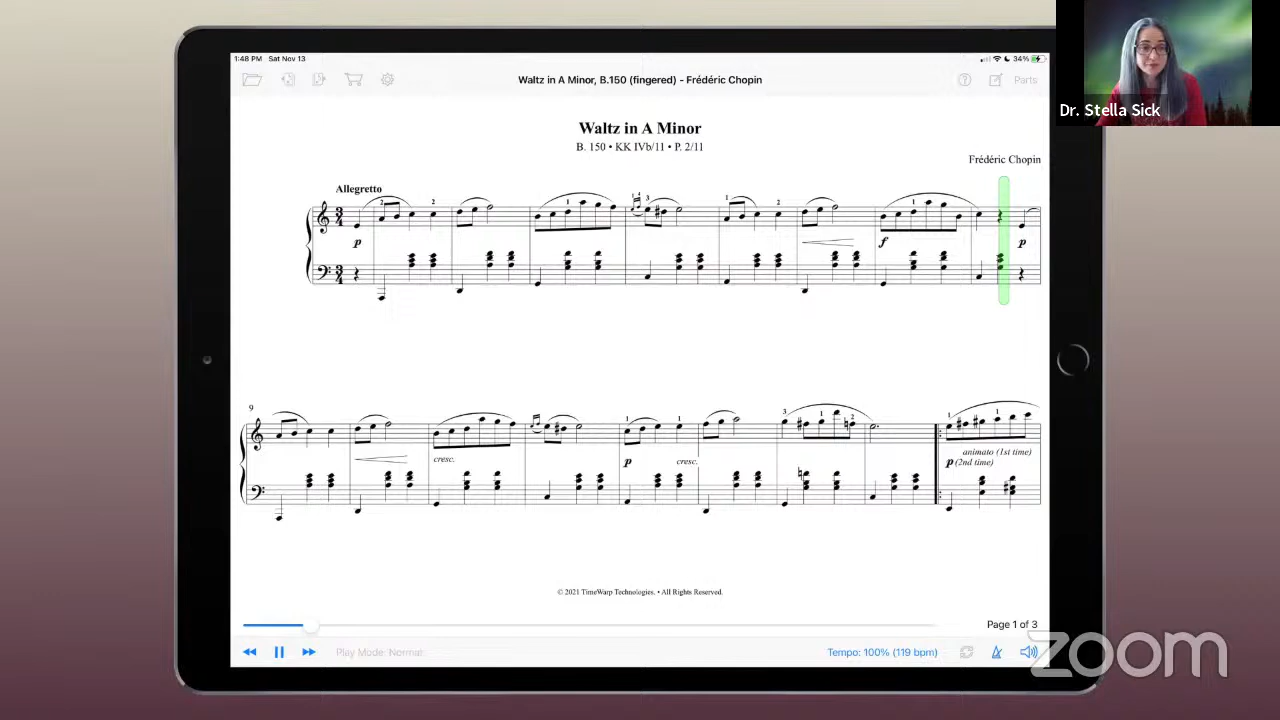 Dr. Stella Sick
1:48 PM Sat Nov 13
34%
Waltz in A Minor, B.150 (fingered) - Frédéric Chopin
Parts
Waltz in A Minor
B. 150 • KK IVb/11 • P. 2/11
Frédéric Chopin
Allegretto
p
f
p
9
cresc.
p
cresc.
animato (1st time)
p (2nd time)
© 2021 TimeWarp Technologies. • All Rights Reserved.
Page 1 of 3
Play Mode: Normal
Tempo: 100% (119 bpm)
zoom